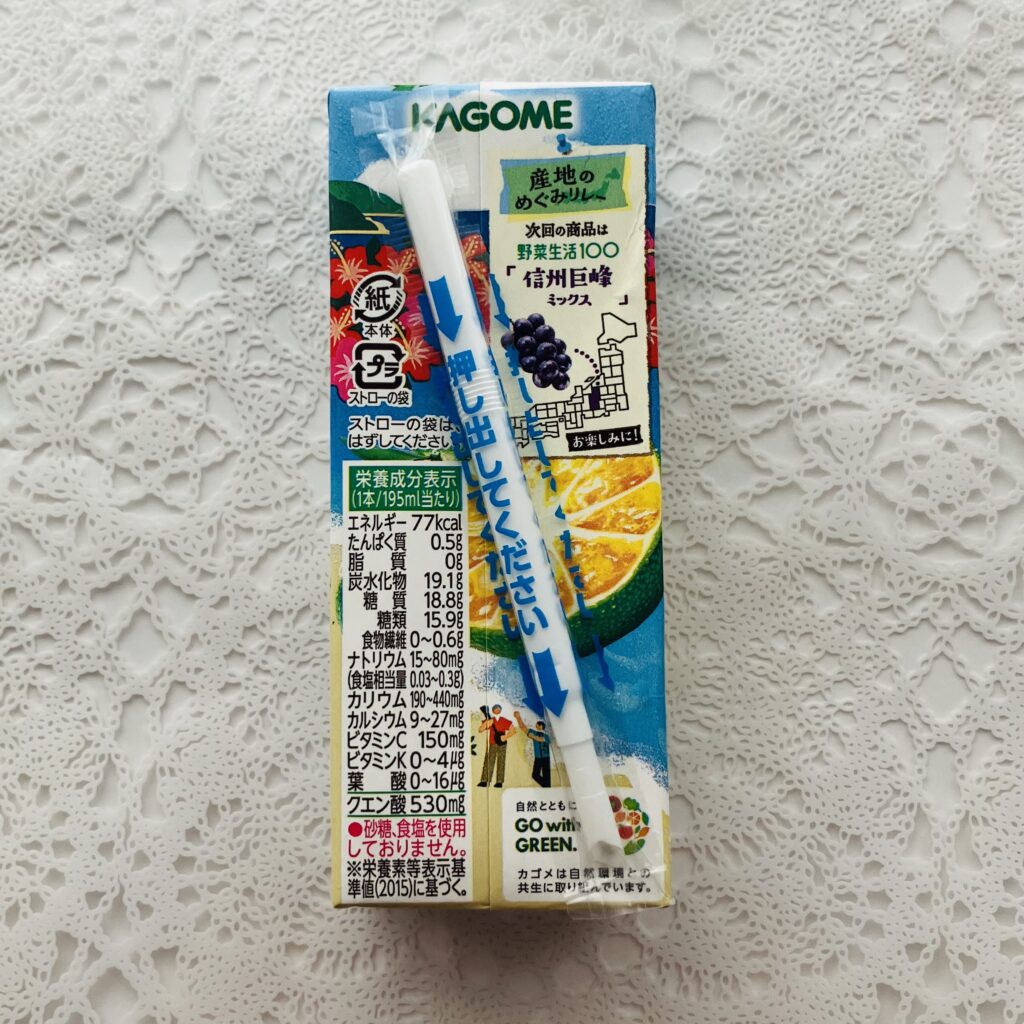 KAGOME
産地の
めぐみリレー
次回の商品は
野菜生活100
「信州巨峰
ミックス」
お楽しみに!
紙
本体
プラ
ストローの袋
ストローの袋は、
はずしてください
押し出してください
栄養成分表示
(1本/195ml当たり)
エネルギー 77kcal
たんぱく質 0.5g
脂質 0g
炭水化物 19.1g
糖質 18.8g
糖類 15.9g
食物繊維 0~0.6g
ナトリウム 15~80mg
(食塩相当量 0.03~0.3g)
カリウム 190~440mg
カルシウム 9~27mg
ビタミンC 150mg
ビタミンK 0~4μg
葉酸 0~16μg
クエン酸 530mg
●砂糖、食塩を使用
しておりません。
※栄養素等表示基
準値(2015)に基づく。
自然とともに
GO with
GREEN.
カゴメは自然環境との
共生に取り組んでいます。